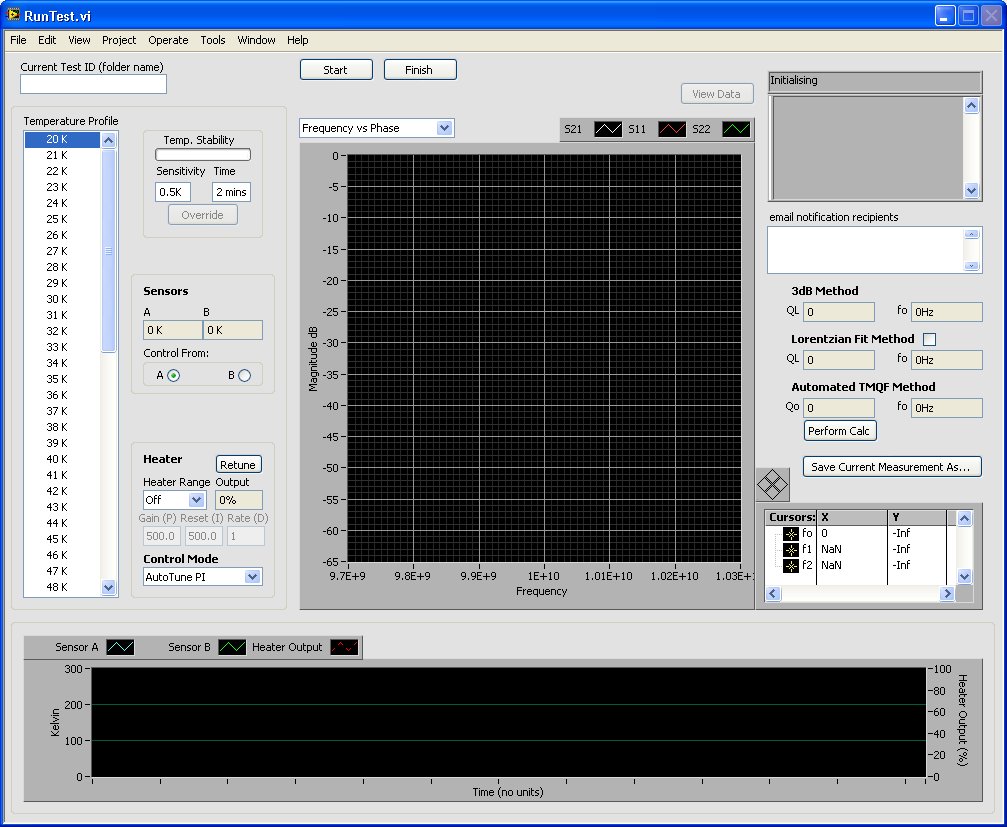 RunTest.vi
File Edit View Project Operate Tools Window Help
Current Test ID (folder name)
Start Finish
View Data
Initialising
Temperature Profile
20 K
21 K
22 K
23 K
24 K
25 K
26 K
27 K
28 K
29 K
30 K
31 K
32 K
33 K
34 K
35 K
36 K
37 K
38 K
39 K
40 K
41 K
42 K
43 K
44 K
45 K
46 K
47 K
48 K
Temp. Stability
Sensitivity Time
0.5K 2 mins
Override
Sensors
A B
0 K 0 K
Control From:
A B
Heater Retune
Heater Range Output
Off 0%
Gain (P) Reset (I) Rate (D)
500.0 500.0 1
Control Mode
AutoTune PI
Frequency vs Phase
S21 S11 S22
Magnitude dB
0
-5
-10
-15
-20
-25
-30
-35
-40
-45
-50
-55
-60
-65
9.7E+9 9.8E+9 9.9E+9 1E+10 1.01E+10 1.02E+10 1.03E+1
Frequency
email notification recipients
3dB Method
QL 0 fo 0Hz
Lorentzian Fit Method
QL 0 fo 0Hz
Automated TMQF Method
Qo 0 fo 0Hz
Perform Calc
Save Current Measurement As...
Cursors: X Y
fo 0 -Inf
f1 NaN -Inf
f2 NaN -Inf
Sensor A Sensor B Heater Output
Kelvin
300
200
100
0
100
80
60
40
20
0
Heater Output (%)
Time (no units)